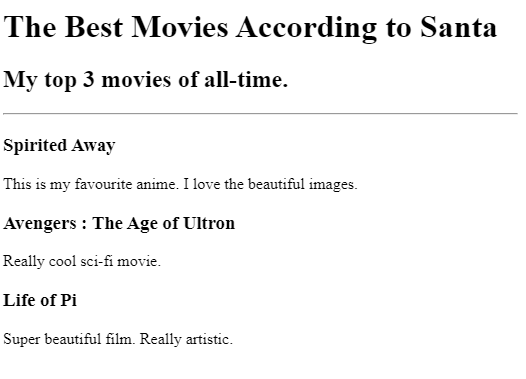 The Best Movies According to Santa
My top 3 movies of all-time.
Spirited Away
This is my favourite anime. I love the beautiful images.
Avengers : The Age of Ultron
Really cool sci-fi movie.
Life of Pi
Super beautiful film. Really artistic.